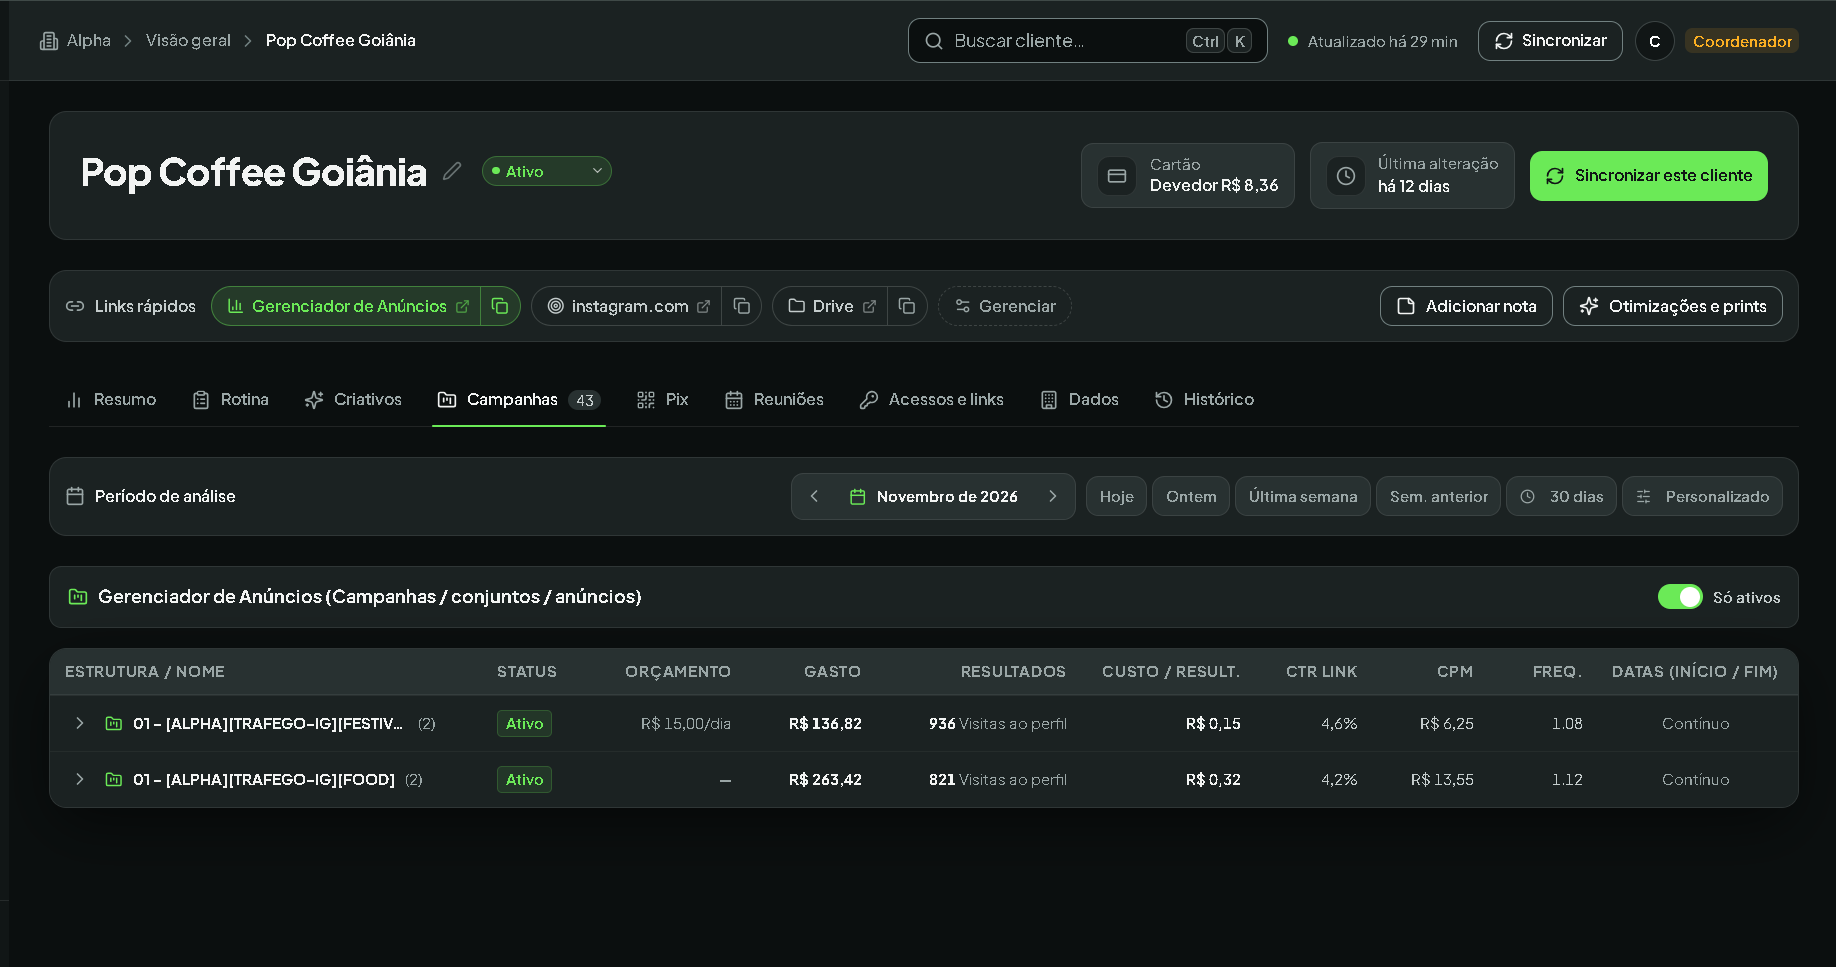 Alpha > Visão geral > Pop Coffee Goiânia
Buscar cliente... Ctrl K
Atualizado há 29 min
Sincronizar
C
Coordenador
Pop Coffee Goiânia
Ativo
Cartão
Devedor R$ 8,36
Última alteração
há 12 dias
Sincronizar este cliente
Links rápidos
Gerenciador de Anúncios
instagram.com
Drive
Gerenciar
Adicionar nota
Otimizações e prints
Resumo
Rotina
Criativos
Campanhas 43
Pix
Reuniões
Acessos e links
Dados
Histórico
Período de análise
Novembro de 2026
Hoje
Ontem
Última semana
Sem. anterior
30 dias
Personalizado
Gerenciador de Anúncios (Campanhas / conjuntos / anúncios)
Só ativos
ESTRUTURA / NOME STATUS ORÇAMENTO GASTO RESULTADOS CUSTO / RESULT. CTR LINK CPM FREQ. DATAS (INÍCIO / FIM)
01 - [ALPHA][TRAFEGO-IG][FESTIV... (2) Ativo R$ 15,00/dia R$ 136,82 936 Visitas ao perfil R$ 0,15 4,6% R$ 6,25 1.08 Contínuo
01 - [ALPHA][TRAFEGO-IG][FOOD] (2) Ativo — R$ 263,42 821 Visitas ao perfil R$ 0,32 4,2% R$ 13,55 1.12 Contínuo